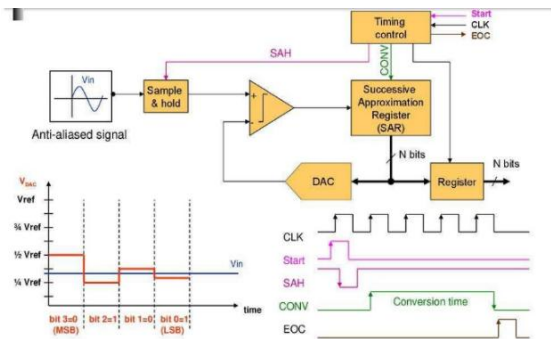 Timing
control
Start
CLK
EOC
SAH
CONV
Vin
Sample
& hold
+
-
Successive
Approximation
Register
(SAR)
Anti-aliased signal
N bits
N bits
DAC
Register
VDAC
Vref
¾ Vref
½ Vref
Vin
¼ Vref
time
bit 3=0
(MSB)
bit 2=1
bit 1=0
bit 0=1
(LSB)
CLK
Start
SAH
CONV
Conversion time
EOC